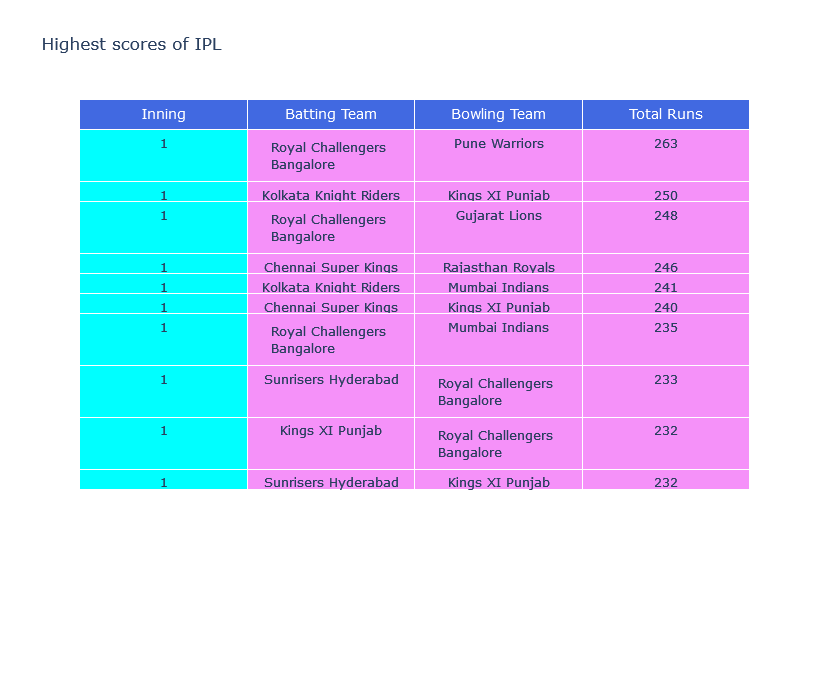 Highest scores of IPL
Inning Batting Team Bowling Team Total Runs
1 Royal Challengers Bangalore Pune Warriors 263
1 Kolkata Knight Riders Kings XI Punjab 250
1 Royal Challengers Bangalore Gujarat Lions 248
1 Chennai Super Kings Rajasthan Royals 246
1 Kolkata Knight Riders Mumbai Indians 241
1 Chennai Super Kings Kings XI Punjab 240
1 Royal Challengers Bangalore Mumbai Indians 235
1 Sunrisers Hyderabad Royal Challengers Bangalore 233
1 Kings XI Punjab Royal Challengers Bangalore 232
1 Sunrisers Hyderabad Kings XI Punjab 232